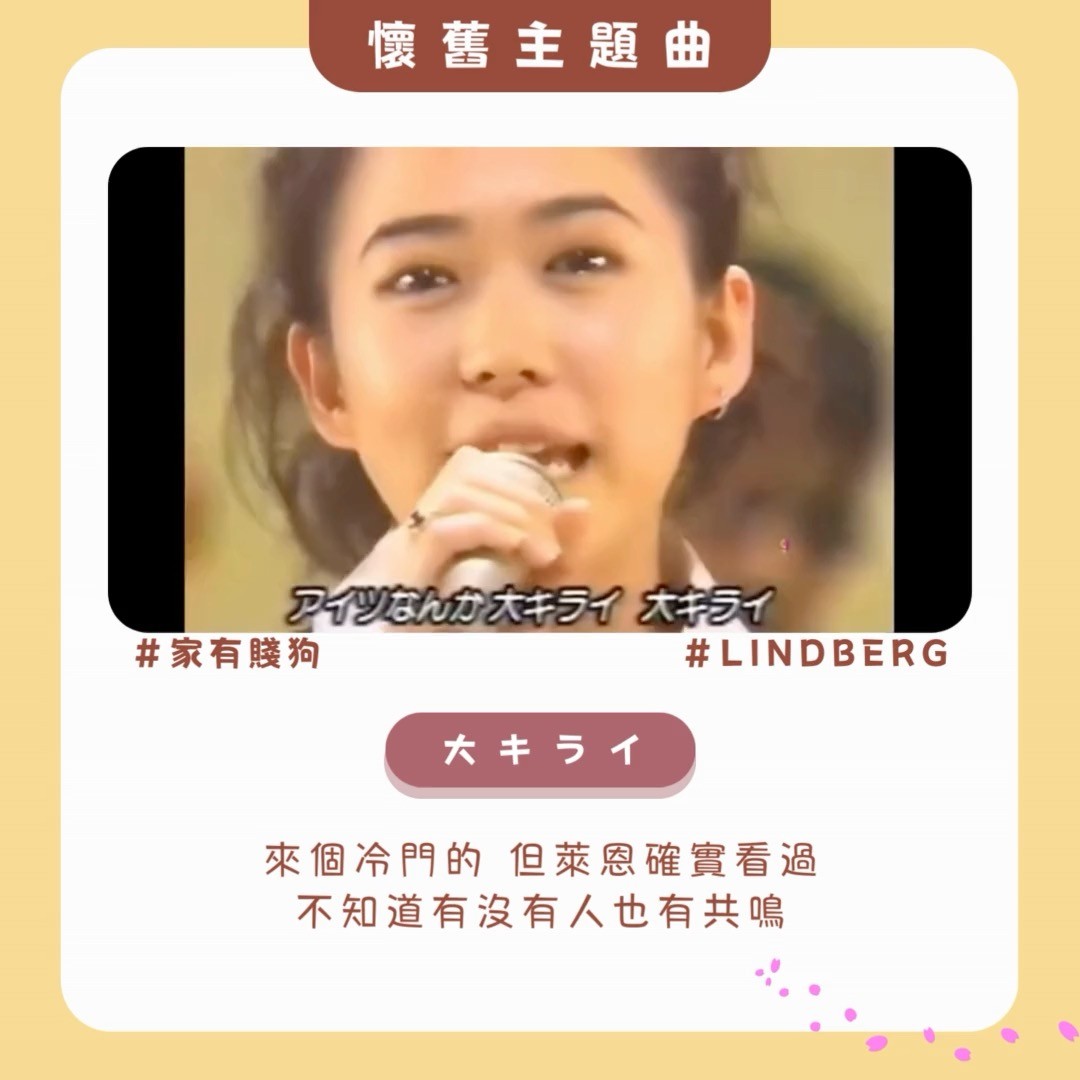 懷舊主題曲
アイツなんか大キライ 大キライ
#家有賤狗
#LINDBERG
大キライ
來個冷門的 但萊恩確實看過
不知道有沒有人也有共鳴